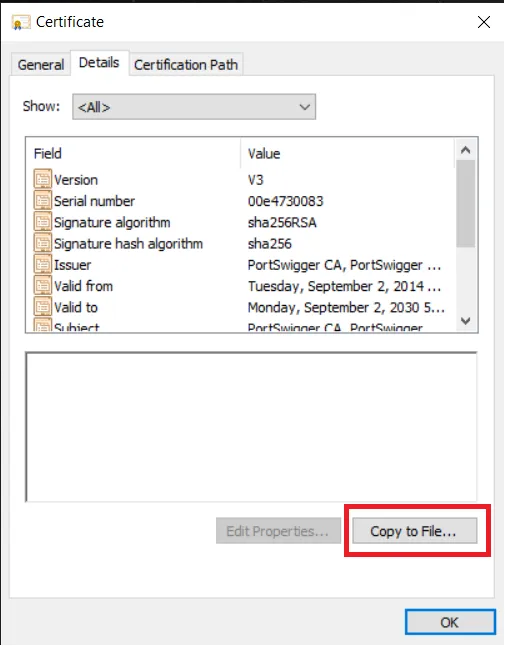 Certificate
General Details Certification Path
Show: <All>
Field Value
Version V3
Serial number 00e4730083
Signature algorithm sha256RSA
Signature hash algorithm sha256
Issuer PortSwigger CA, PortSwigger ...
Valid from Tuesday, September 2, 2014 ...
Valid to Monday, September 2, 2030 5...
Subject PortSwigger CA, PortSwigger
Edit Properties... Copy to File...
OK